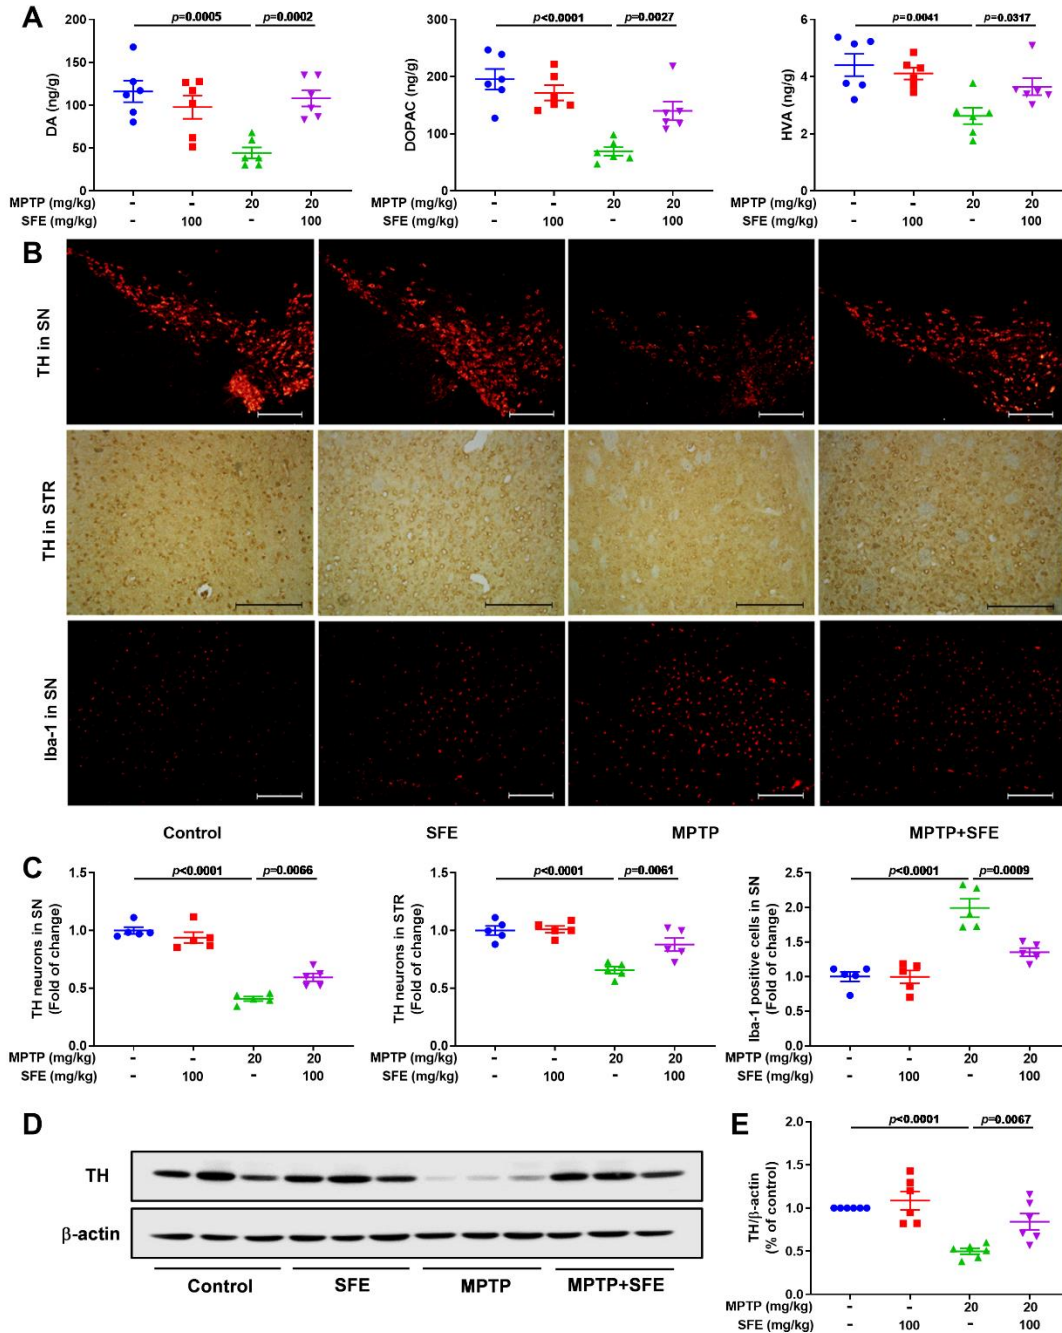 A
p=0.0005 p=0.0002
DA (ng/g)
200
150
100
50
0
MPTP (mg/kg) - - 20 20
SFE (mg/kg) - 100 - 100
p<0.0001 p=0.0027
DOPAC (ng/g)
300
200
100
0
- - 20 20
- 100 - 100
p=0.0041 p=0.0317
HVA (ng/g)
6
4
2
0
MPTP (mg/kg) - - 20 20
SFE (mg/kg) - 100 - 100
B
TH in SN
TH in STR
Iba-1 in SN
Control SFE MPTP MPTP+SFE
C
p<0.0001 p=0.0066
TH neurons in SN
(Fold of change)
1.5
1.0
0.5
0.0
MPTP (mg/kg) - - 20 20
SFE (mg/kg) - 100 - 100
p<0.0001 p=0.0061
TH neurons in STR
(Fold of change)
1.5
1.0
0.5
0.0
MPTP (mg/kg) - - 20 20
SFE (mg/kg) - 100 - 100
p<0.0001 p=0.0009
Iba-1 positive cells in SN
(Fold of change)
2.5
2.0
1.5
1.0
0.5
0.0
MPTP (mg/kg) - - 20 20
SFE (mg/kg) - 100 - 100
D
TH
β-actin
Control SFE MPTP MPTP+SFE
E
p<0.0001 p=0.0067
TH/β-actin
(% of control)
2.0
1.5
1.0
0.5
0.0
MPTP (mg/kg) - - 20 20
SFE (mg/kg) - 100 - 100